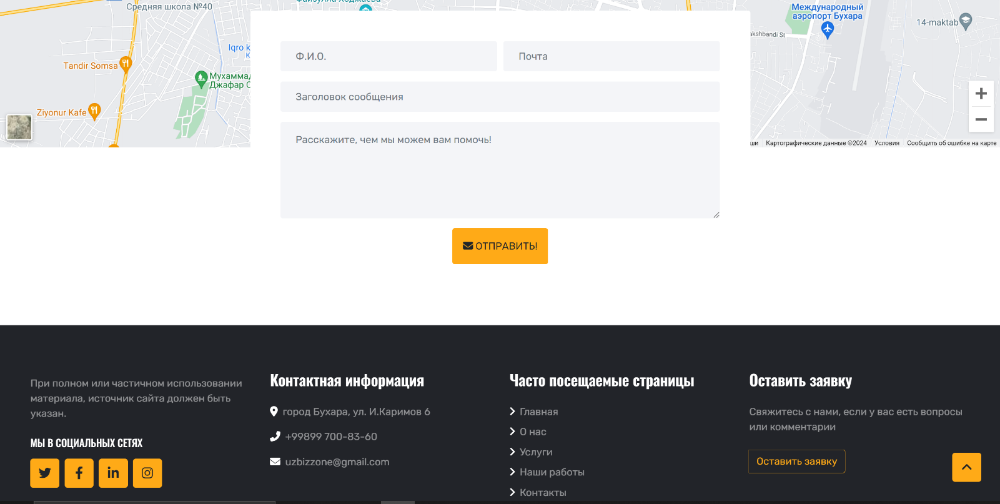 Средняя школа №40
Файзулла Ходжаева
Международный
аэропорт Бухара
14-maktab
akshbandi St
Iqro k
к
Tandir Somsa
Мухаммад
Джафар С
Ziyonur Kafe
Ф.И.О.
Почта
Заголовок сообщения
Расскажите, чем мы можем вам помочь!
ши Картографические данные ©2024 Условия Сообщить об ошибке на карте
ОТПРАВИТЬ!
При полном или частичном использовании
материала, источник сайта должен быть
указан.
МЫ В СОЦИАЛЬНЫХ СЕТЯХ
Контактная информация
город Бухара, ул. И.Каримов 6
+99899 700-83-60
uzbizzone@gmail.com
Часто посещаемые страницы
Главная
О нас
Услуги
Наши работы
Контакты
Оставить заявку
Свяжитесь с нами, если у вас есть вопросы
или комментарии
Оставить заявку